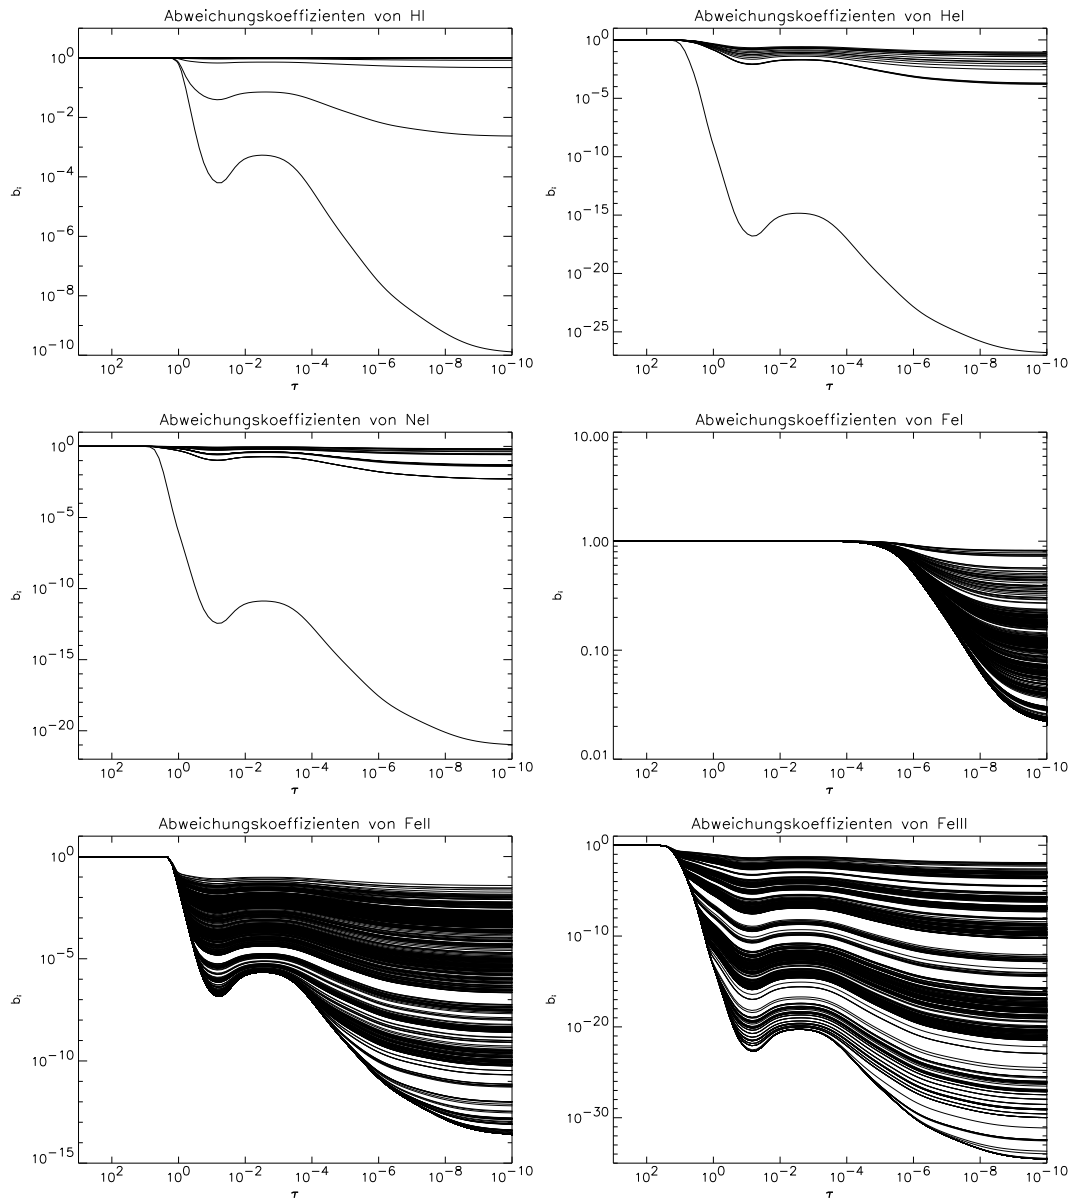 Abweichungskoeffizienten von HI
10^0
10^-2
10^-4
10^-6
10^-8
10^-10
b_i
10^2 10^0 10^-2 10^-4 10^-6 10^-8 10^-10
τ
Abweichungskoeffizienten von HeI
10^0
10^-5
10^-10
10^-15
10^-20
10^-25
b_i
10^2 10^0 10^-2 10^-4 10^-6 10^-8 10^-10
τ
Abweichungskoeffizienten von NeI
10^0
10^-5
10^-10
10^-15
10^-20
b_i
10^2 10^0 10^-2 10^-4 10^-6 10^-8 10^-10
τ
Abweichungskoeffizienten von FeI
10.00
1.00
0.10
0.01
b_i
10^2 10^0 10^-2 10^-4 10^-6 10^-8 10^-10
τ
Abweichungskoeffizienten von FeII
10^0
10^-5
10^-10
10^-15
b_i
10^2 10^0 10^-2 10^-4 10^-6 10^-8 10^-10
τ
Abweichungskoeffizienten von FeIII
10^0
10^-10
10^-20
10^-30
b_i
10^2 10^0 10^-2 10^-4 10^-6 10^-8 10^-10
τ